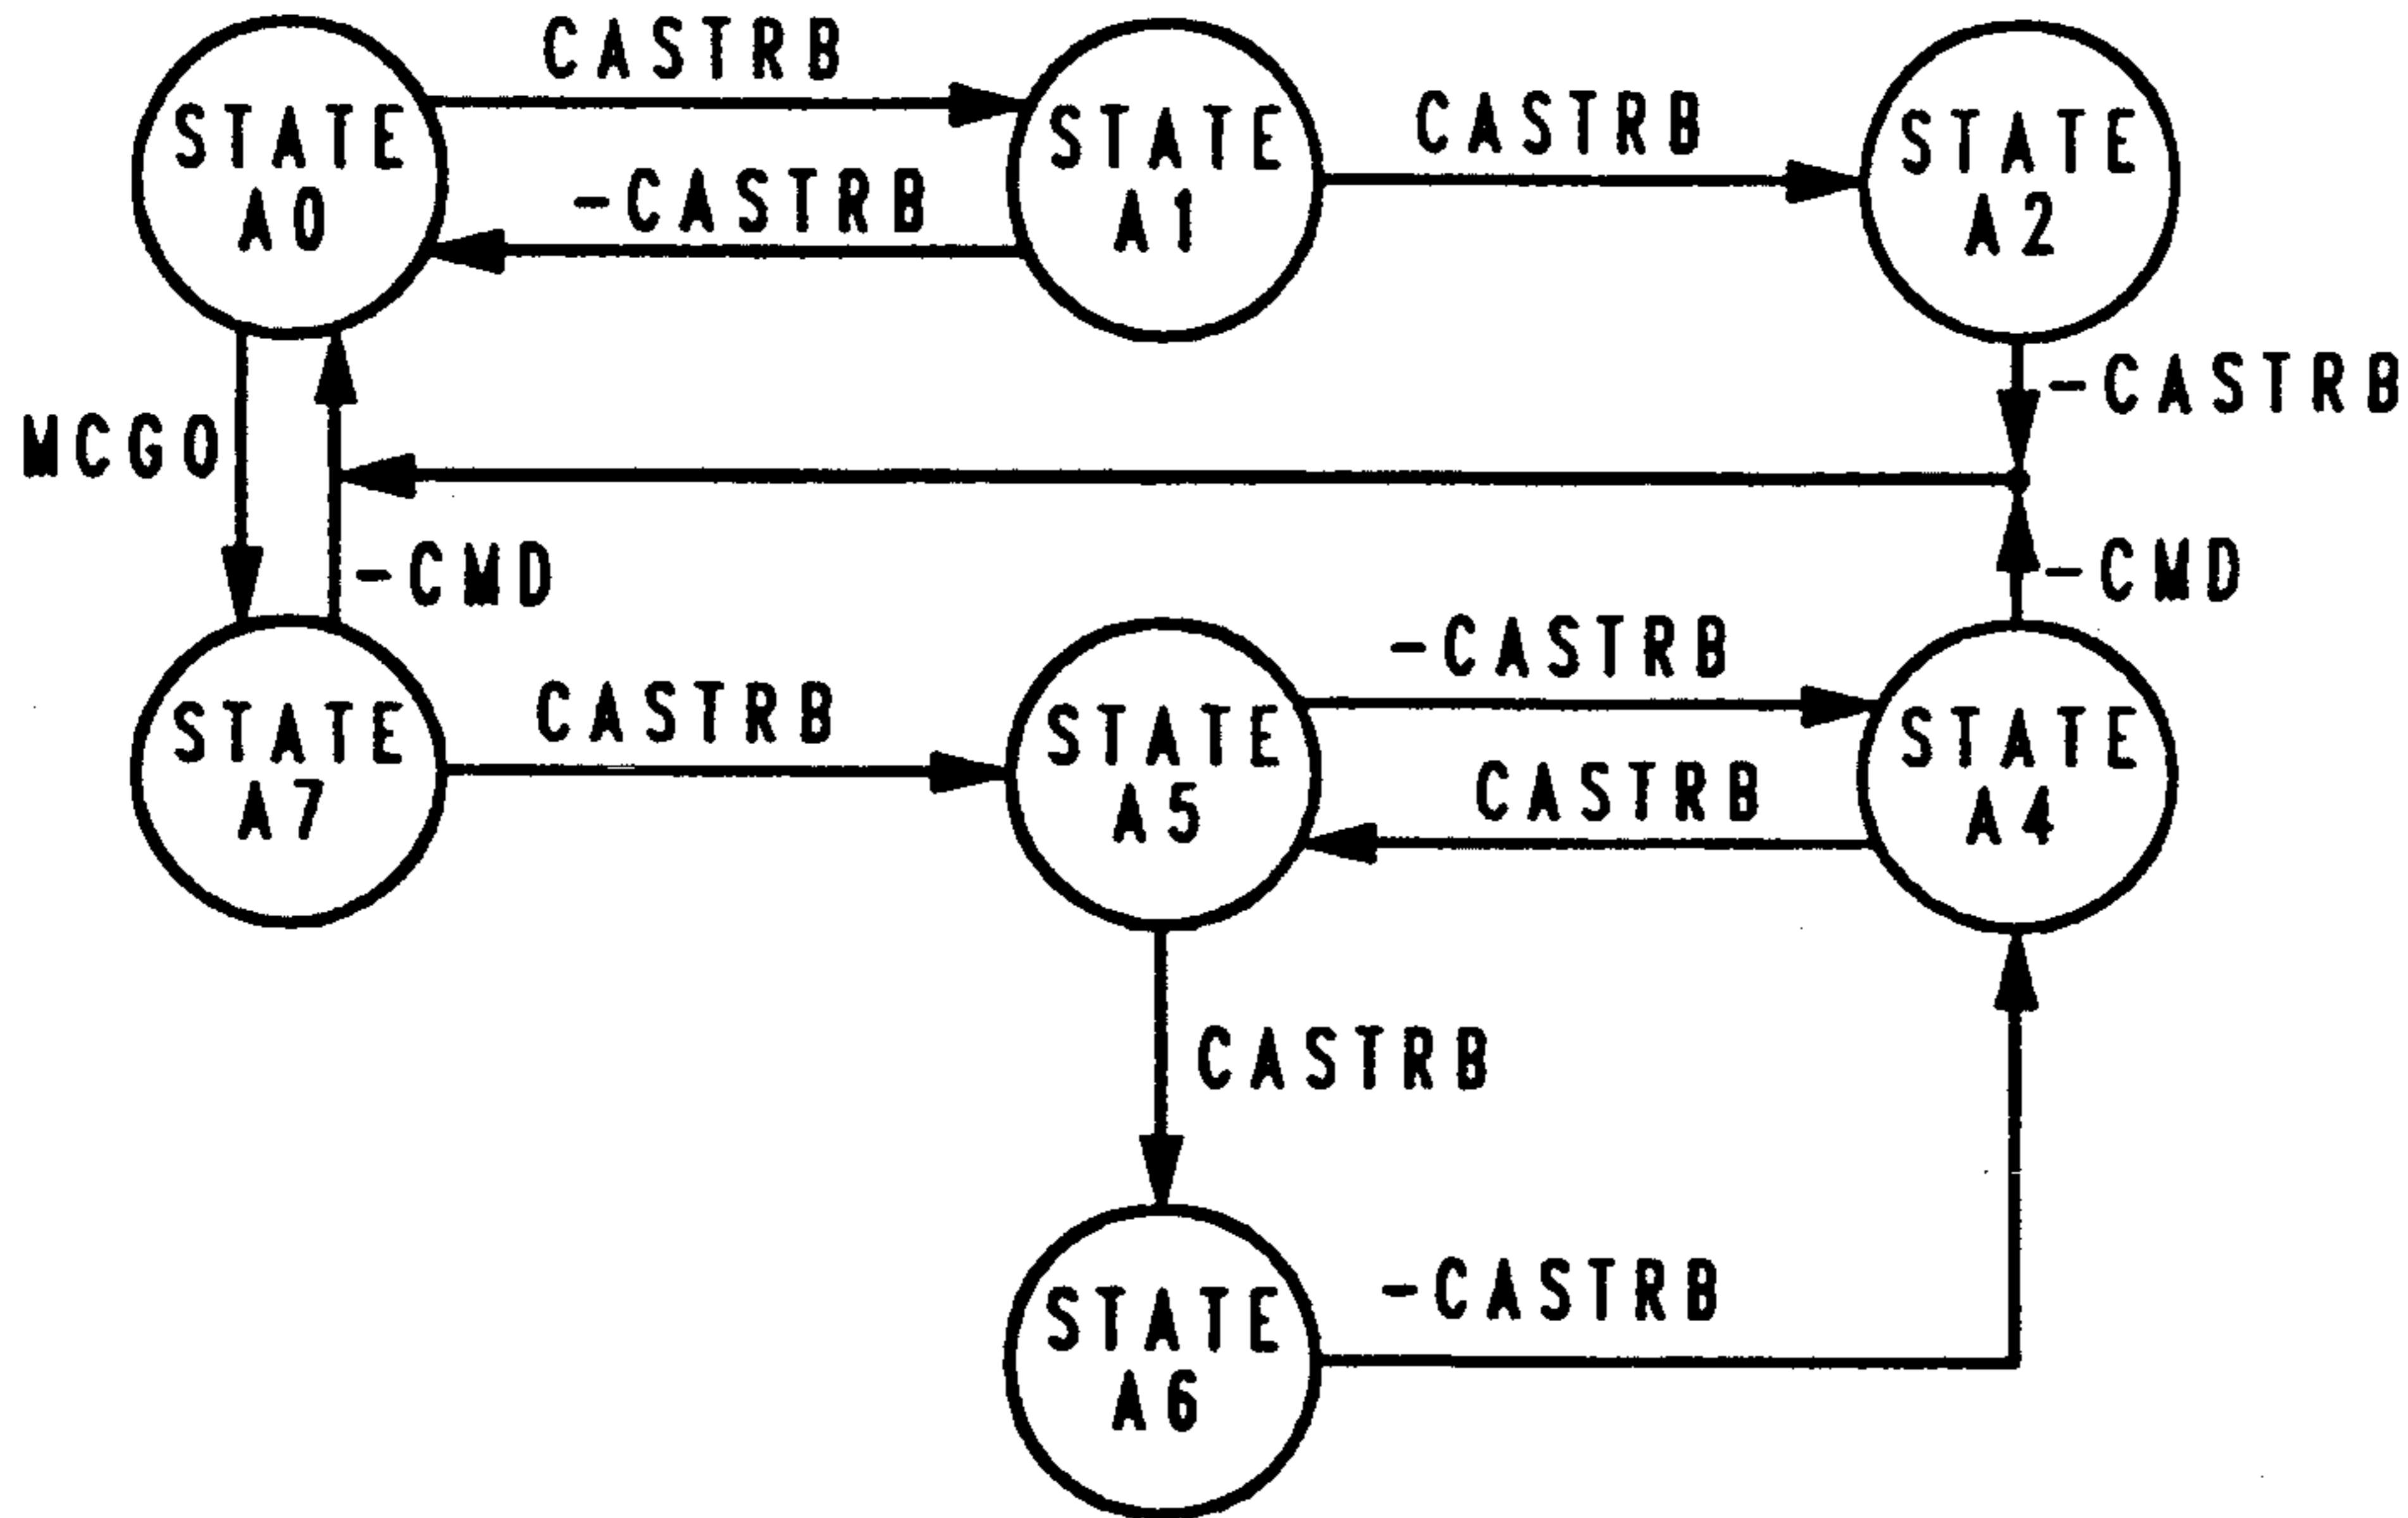 CASTRB
STATE
A0
-CASTRB
STATE
A1
CASTRB
STATE
A2
MCGO
-CASTRB
-CMD
-CMD
STATE
A7
CASTRB
STATE
A5
-CASTRB
CASTRB
STATE
A4
CASTRB
STATE
A6
-CASTRB